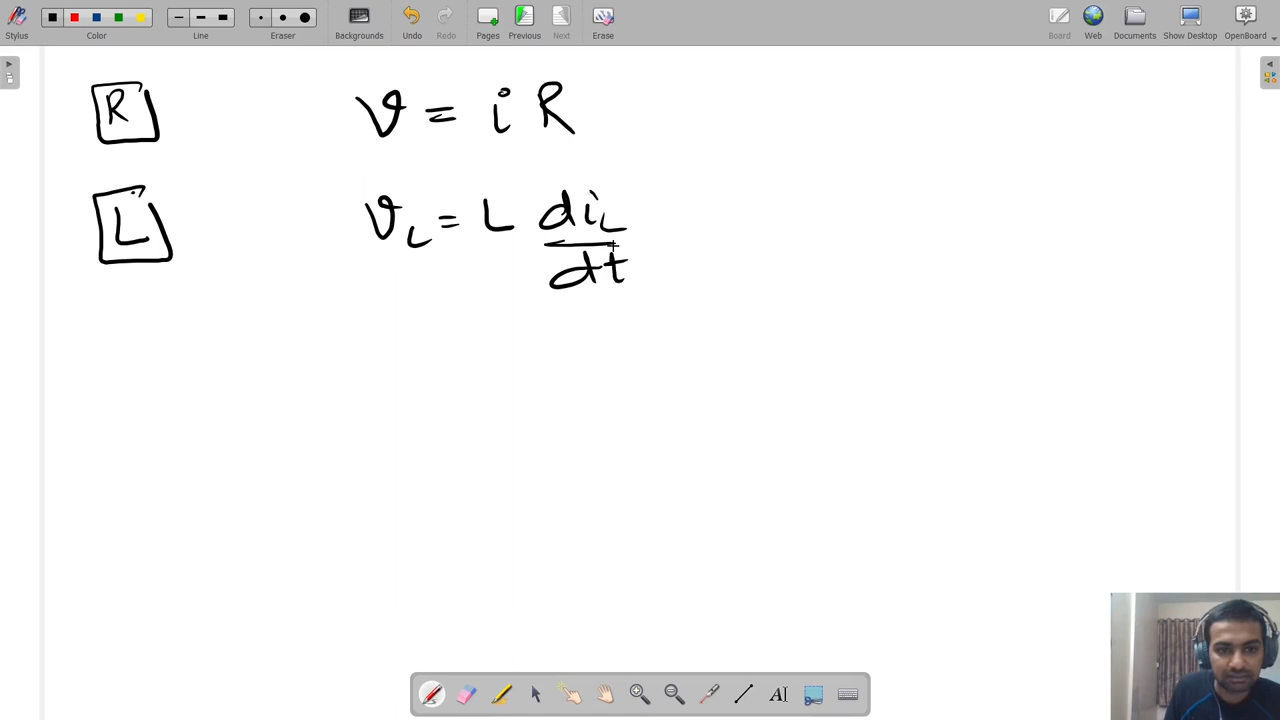 Stylus Color Line Eraser Backgrounds Undo Redo Pages Previous Next Erase Board Web Documents Show Desktop OpenBoard
R v = i R
L v_L = L di_L/dt